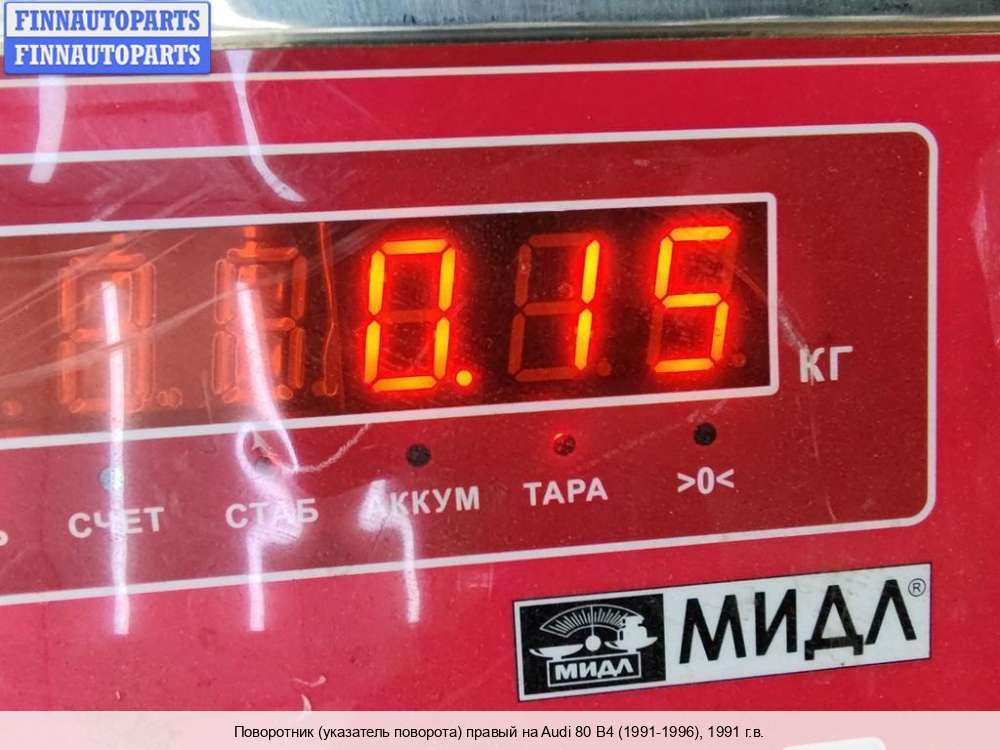 FINNAUTOPARTS
FINNAUTOPARTS
0.15
КГ
СЧЕТ СТАБ АККУМ ТАРА >0<
МИДЛ МИДЛ®
Поворотник (указатель поворота) правый на Audi 80 B4 (1991-1996), 1991 г.в.